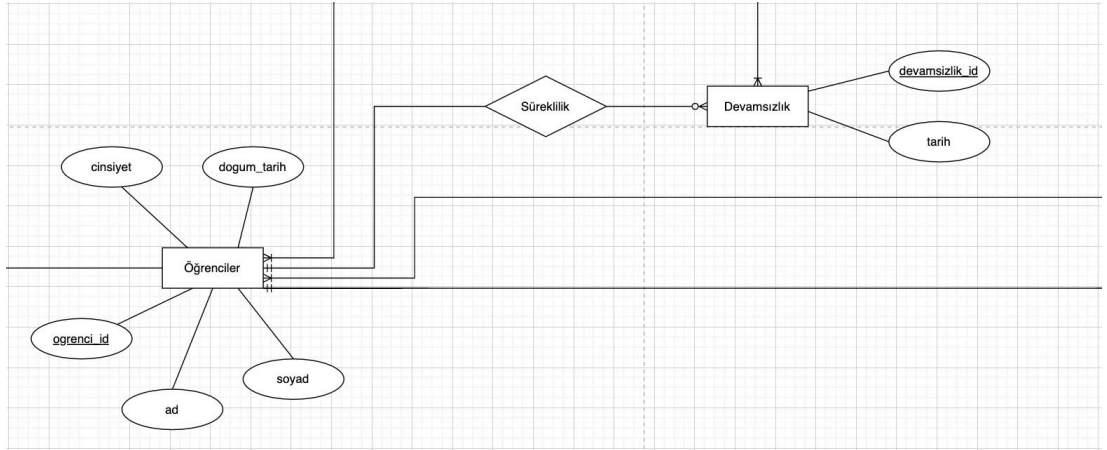 devamsizlik_id
Süreklilik
Devamsızlık
tarih
cinsiyet
dogum_tarih
Öğrenciler
ogrenci_id
soyad
ad